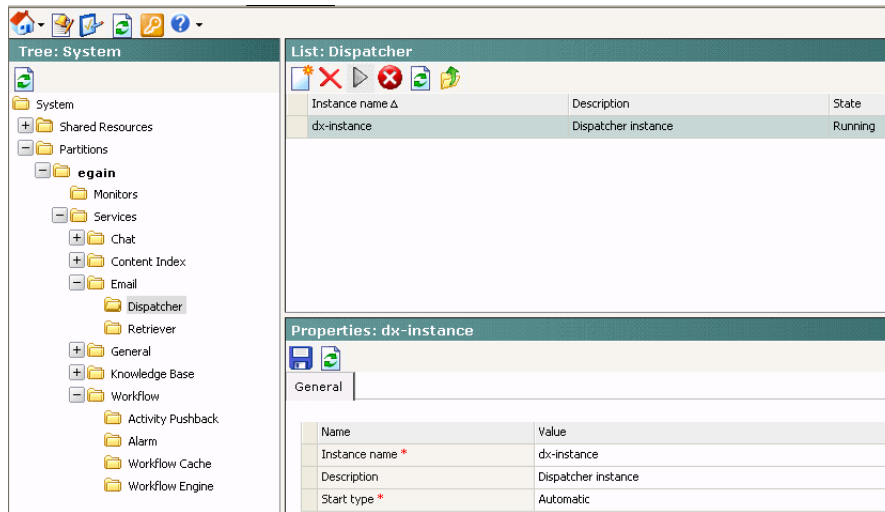 Tree: System
System
Shared Resources
Partitions
egain
Monitors
Services
Chat
Content Index
Email
Dispatcher
Retriever
General
Knowledge Base
Workflow
Activity Pushback
Alarm
Workflow Cache
Workflow Engine
List: Dispatcher
Instance name Description State
dx-instance Dispatcher instance Running
Properties: dx-instance
General
Name Value
Instance name * dx-instance
Description Dispatcher instance
Start type * Automatic